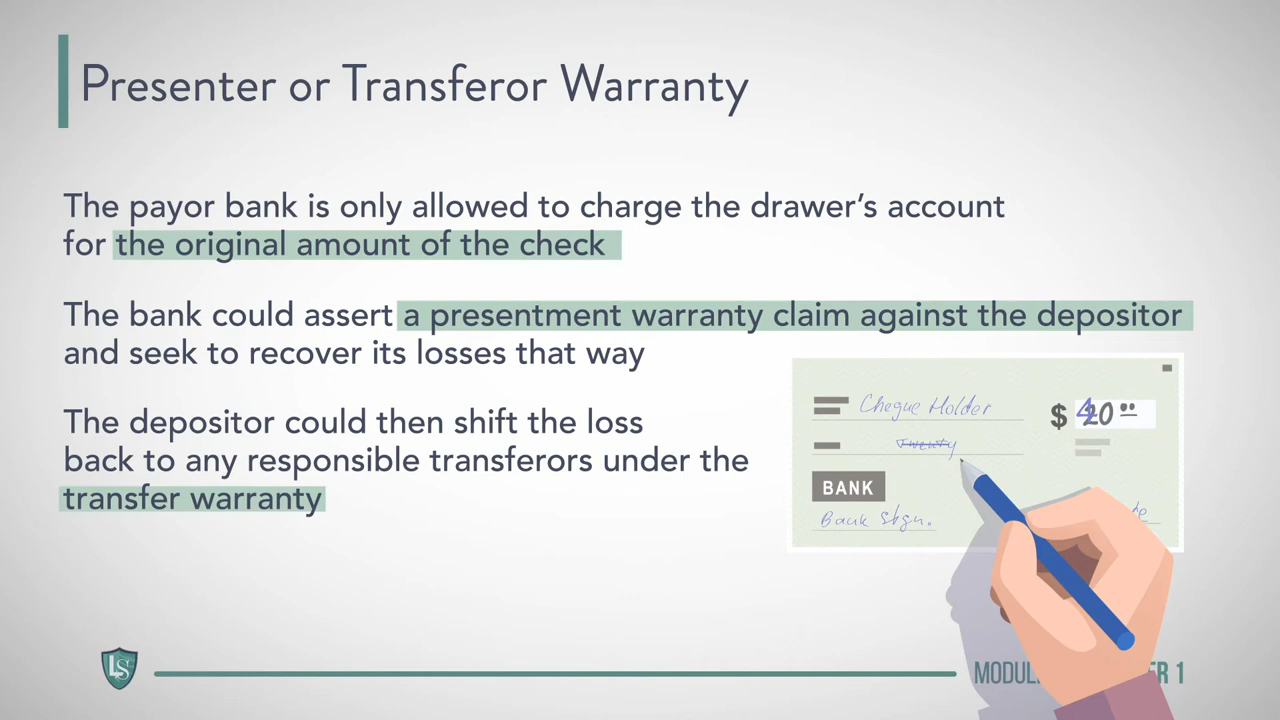 Presenter or Transferor Warranty
The payor bank is only allowed to charge the drawer's account
for the original amount of the check
The bank could assert a presentment warranty claim against the depositor
and seek to recover its losses that way
The depositor could then shift the loss
back to any responsible transferors under the
transfer warranty
Cheque Holder
$ 20
Twenty
BANK
Bank
LS
ER 1